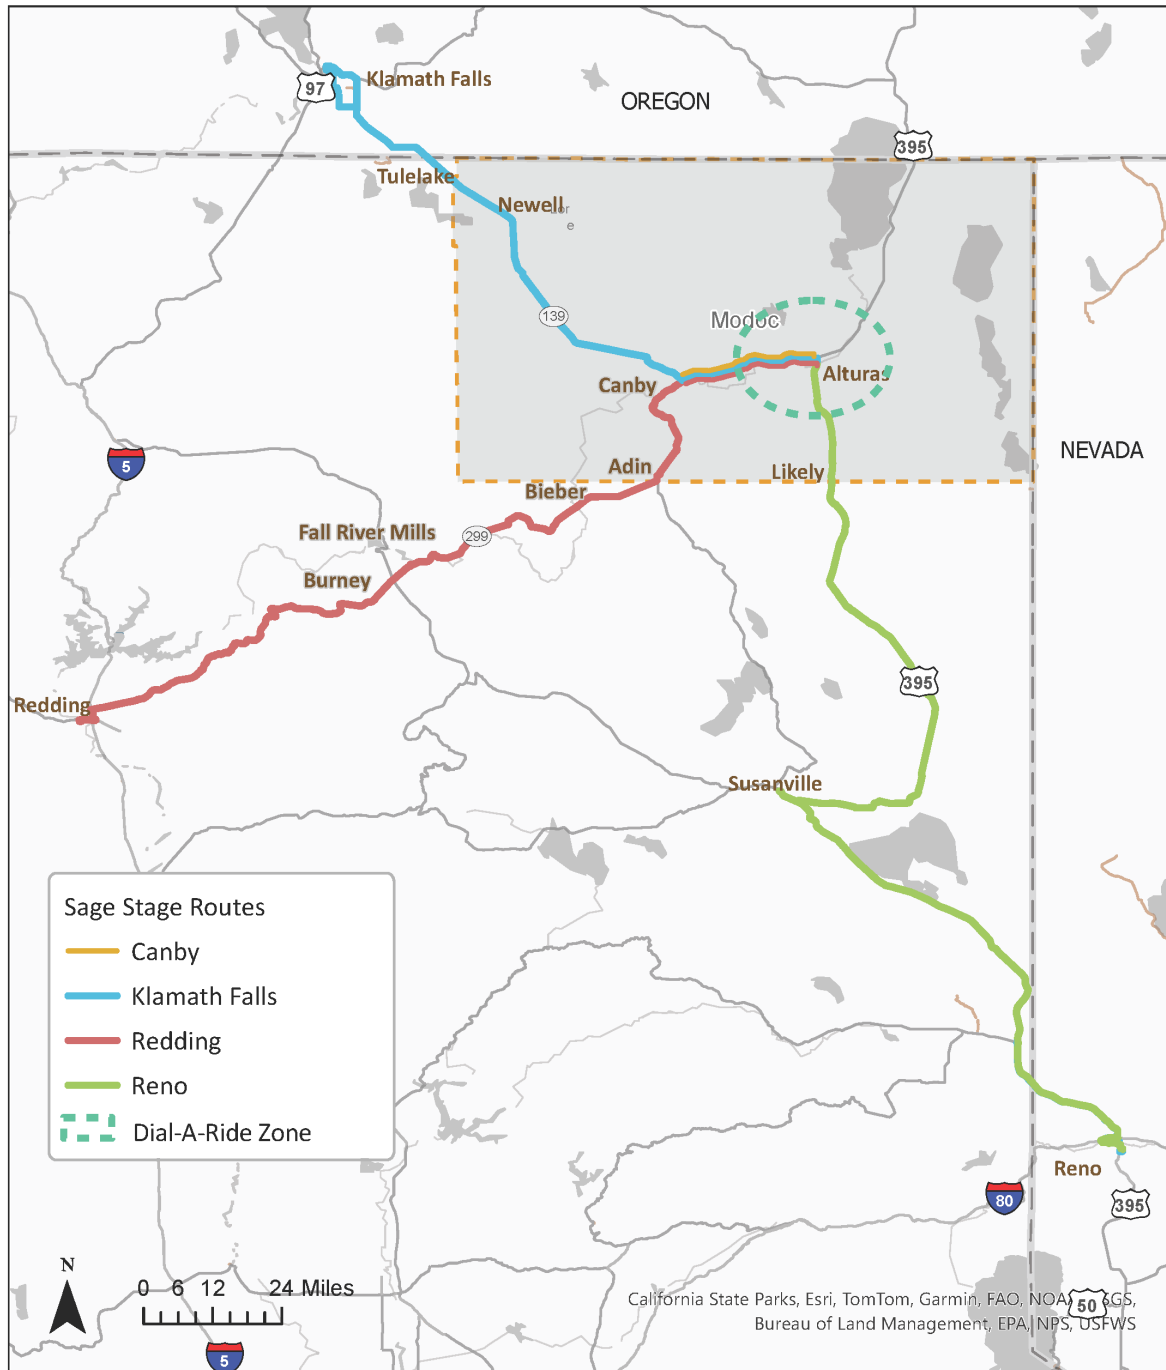 Klamath Falls
97
OREGON
395
Tulelake
Newell
139
Modoc
Canby
Alturas
NEVADA
5
Adin
Likely
Bieber
Fall River Mills
299
Burney
395
Redding
Susanville
Sage Stage Routes
Canby
Klamath Falls
Redding
Reno
Dial-A-Ride Zone
Reno
80
395
N
0 6 12 24 Miles
California State Parks, Esri, TomTom, Garmin, FAO,
50
Bureau of Land Management, EPA, NPS, USFWS
5